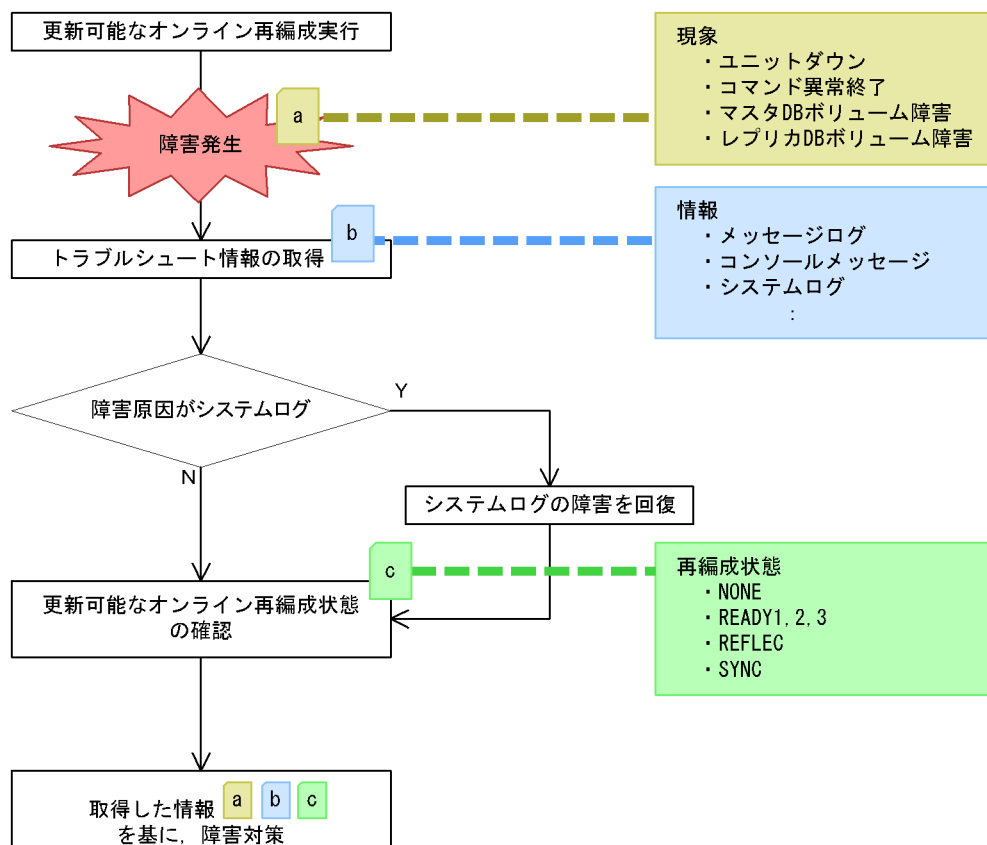 更新可能なオンライン再編成実行
障害発生
a
現象
・ユニットダウン
・コマンド異常終了
・マスタDBボリューム障害
・レプリカDBボリューム障害
トラブルシュート情報の取得
b
情報
・メッセージログ
・コンソールメッセージ
・システムログ
：
障害原因がシステムログ
Y
N
システムログの障害を回復
更新可能なオンライン再編成状態
の確認
c
再編成状態
・NONE
・READY1,2,3
・REFLEC
・SYNC
取得した情報 a b c
を基に，障害対策